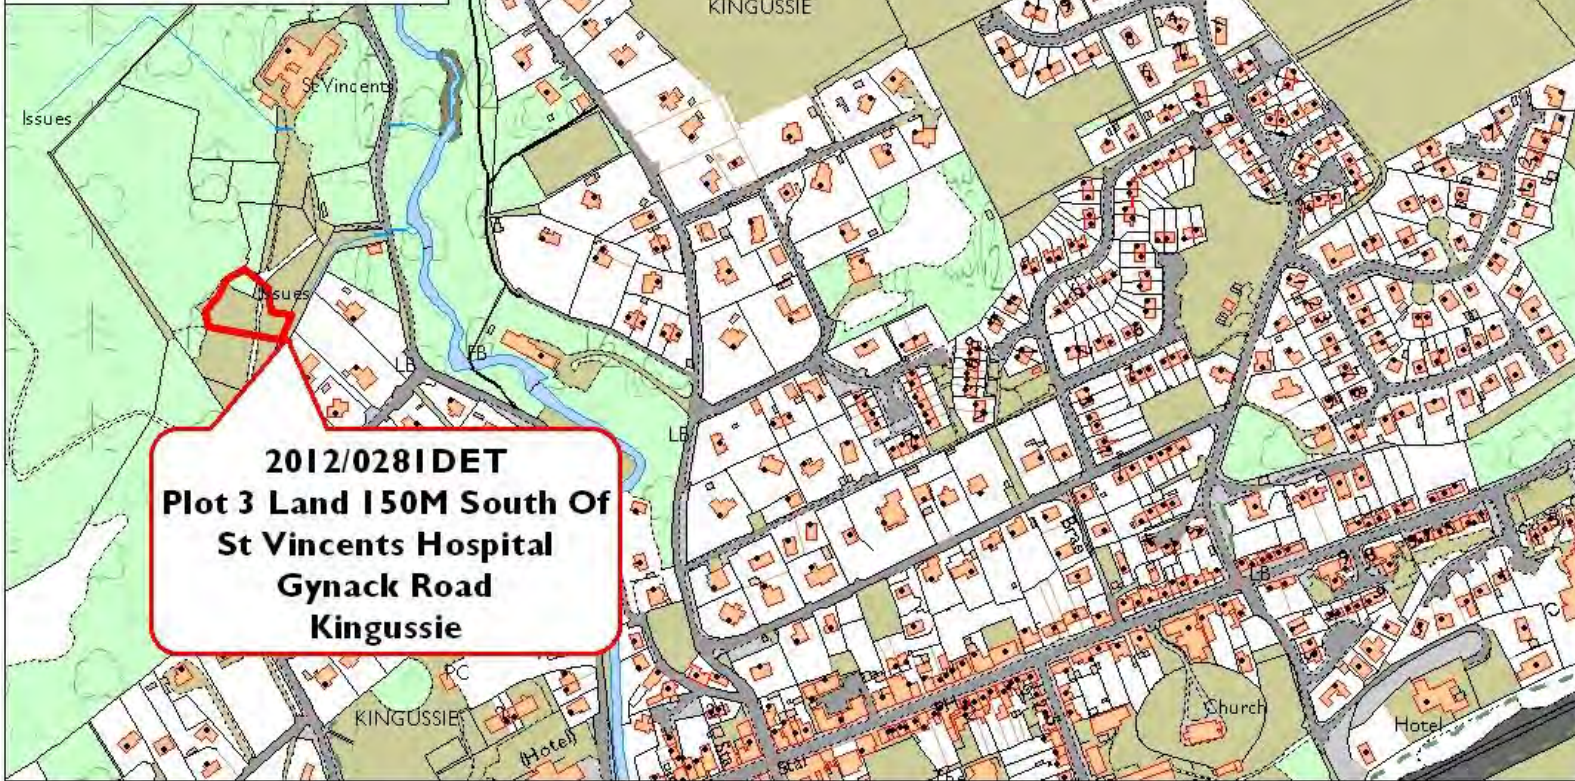 KINGUSSIE
St Vincents
Issues
Issues
LB
FB
LB
2012/0281DET
Plot 3 Land 150M South Of
St Vincents Hospital
Gynack Road
Kingussie
LB
KINGUSSIE
(Hotel)
Church
Hotel
Star